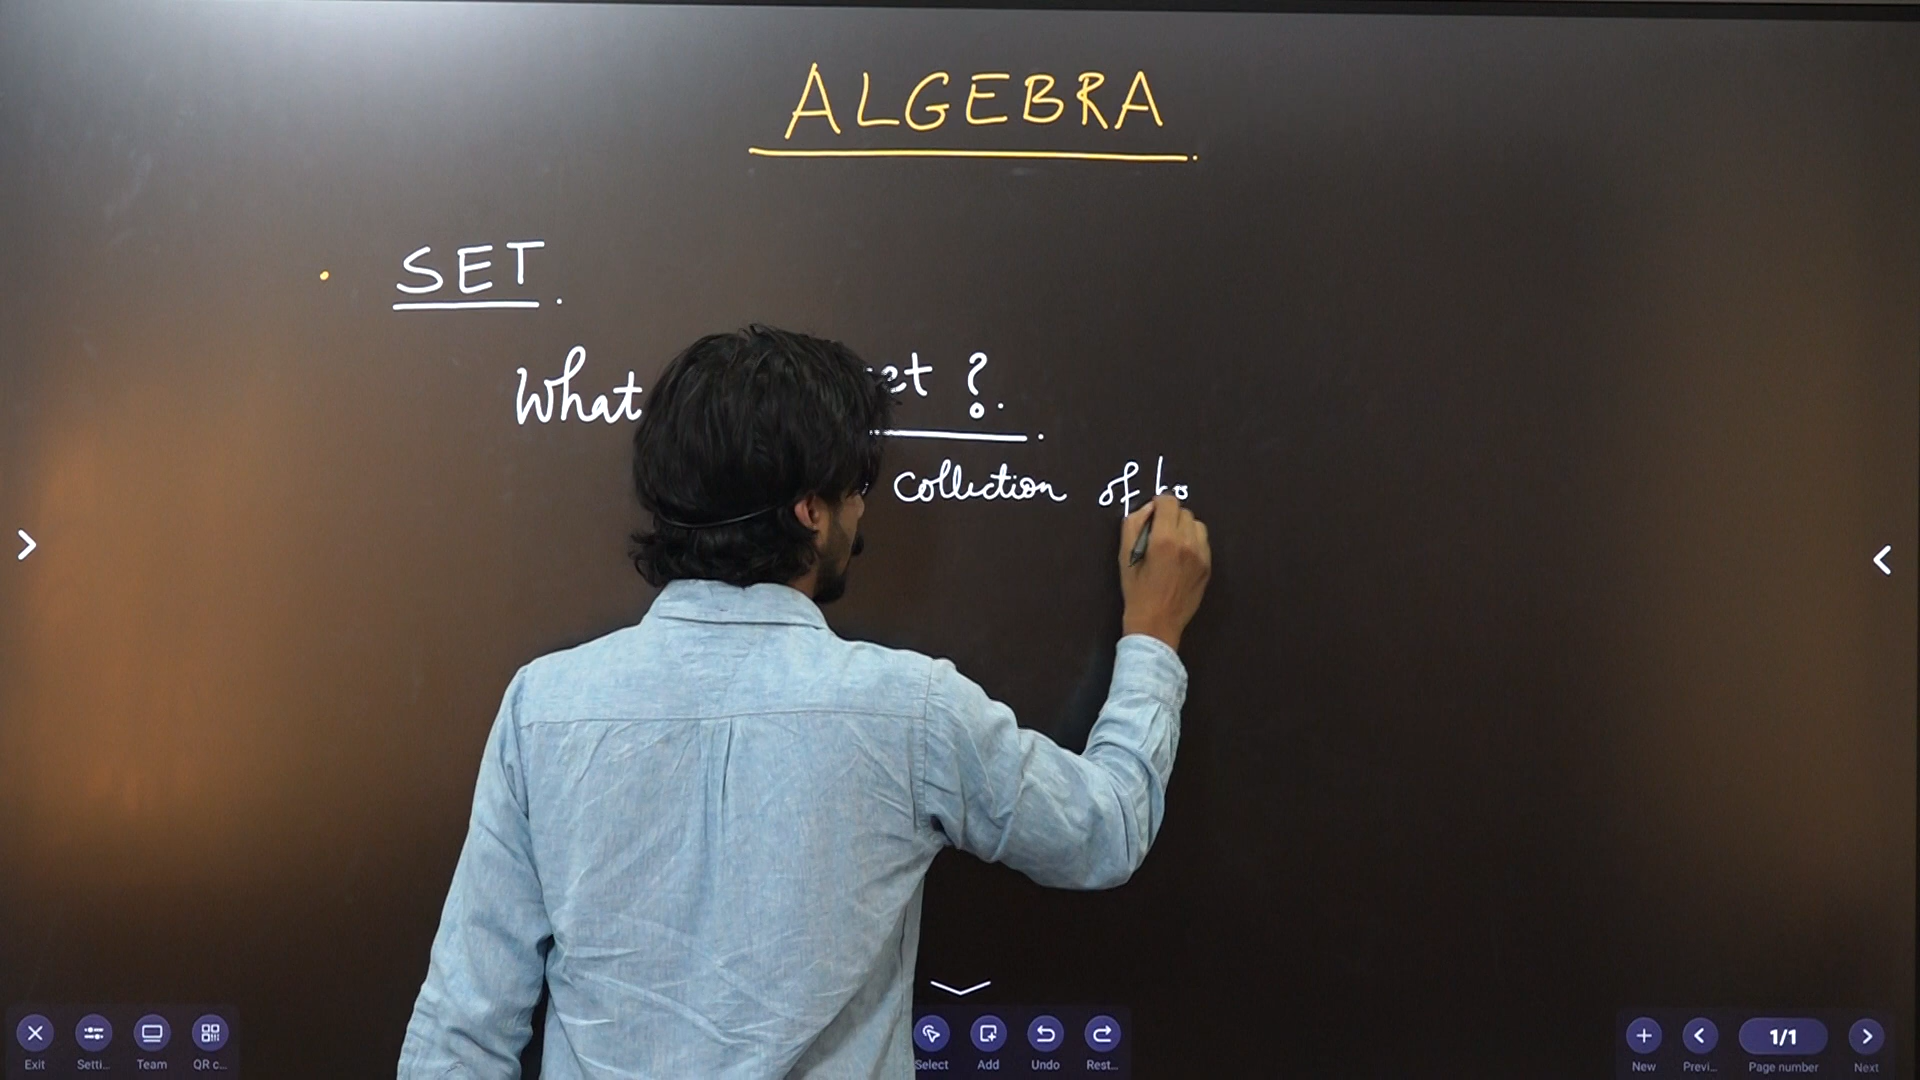 ALGEBRA
SET.
What set ?
collection of
Exit Setti... Team QR c... Select Add Undo Rest... New Previ... 1/1 Page number Next